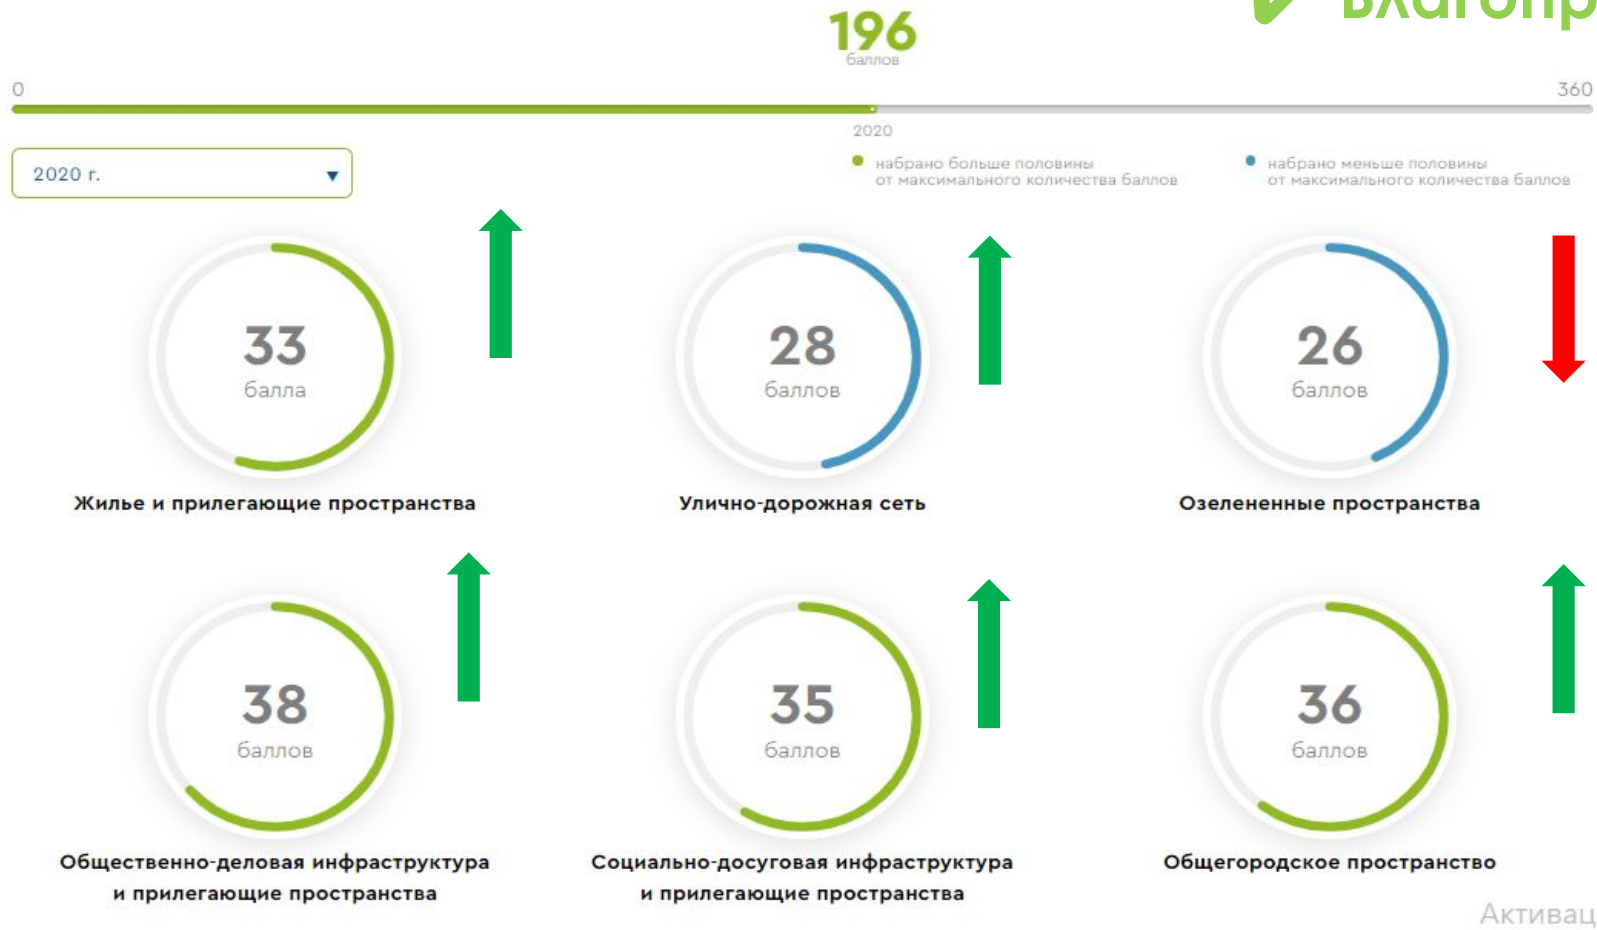 196
баллов
0
360
2020
2020 г.
набрано больше половины
от максимального количества баллов
набрано меньше половины
от максимального количества баллов
33
балла
Жилье и прилегающие пространства
28
баллов
Улично-дорожная сеть
26
баллов
Озелененные пространства
38
баллов
Общественно-деловая инфраструктура
и прилегающие пространства
35
баллов
Социально-досуговая инфраструктура
и прилегающие пространства
36
баллов
Общегородское пространство